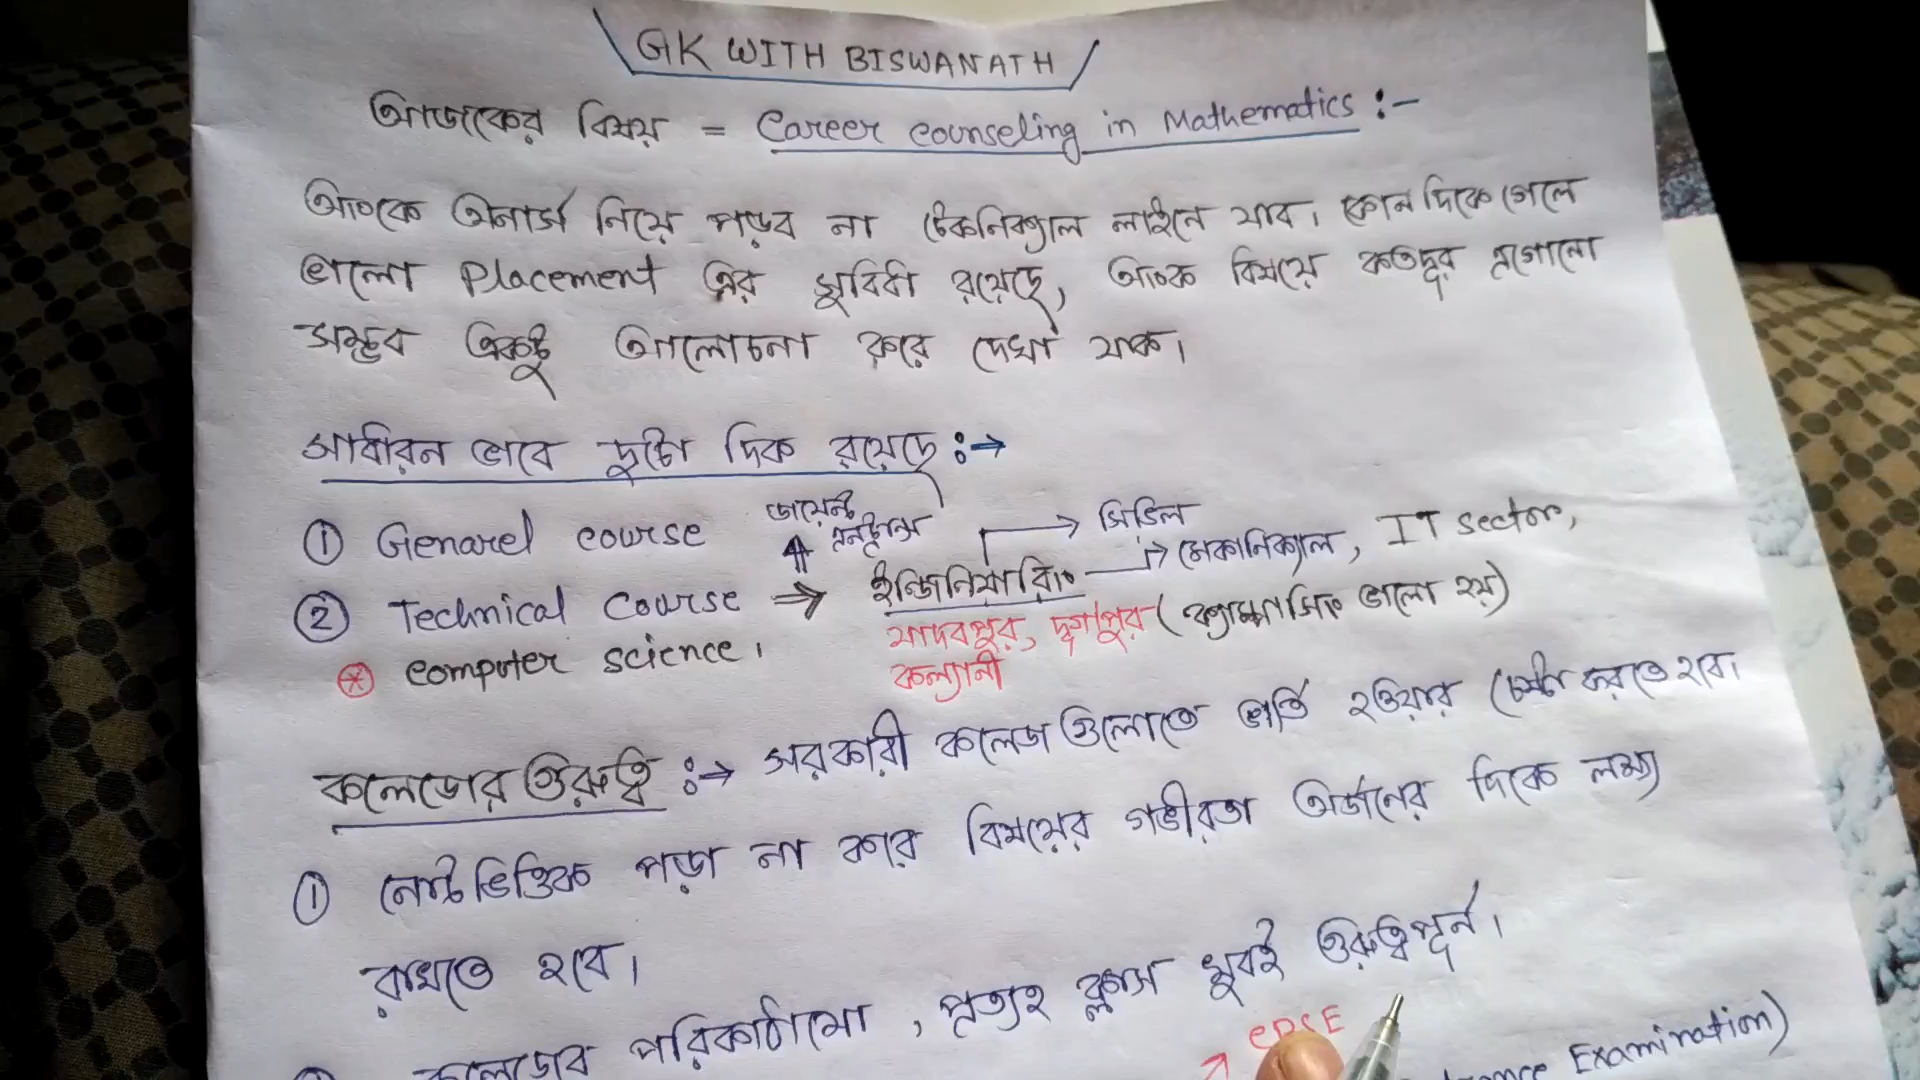 GK WITH BISWANATH
আজকের বিষয় = Career counseling in Mathematics :-
আংকে অনার্স নিয়ে পড়ব না টেকনিক্যাল লাইনে যাব। কোন দিকে গেলে
ভালো Placement এর সুবিধা রয়েছে, আংক বিষয়ে কতদূর এগোনো
সম্ভব একটু আলোচনা করে দেখা যাক।
সাধারন ভাবে দুটো দিক রয়েছে :→
① Genarel course
জয়েন্ট এনট্রান্স
② Technical Course ⇒ ইন্জিনিয়ারিং → সিভিল → মেকানিক্যাল, IT sector,
যাদবপুর, দূর্গাপুর (ক্যাম্পাসিং ভালো হয়)
কল্যানী
* computer science।
কলেজের গুরুত্ব :→ সরকারী কলেজ গুলোতে ভর্তি হওয়ার চেষ্টা করতে হবে।
① নোটভিত্তিক পড়া না করে বিষয়ের গভীরতা অর্জনের দিকে লক্ষ্য
রাখতে হবে।
কলেজের পরিকাঠামো, প্রত্যহ ক্লাস খুবই গুরুত্বপূর্ন।
Examination)